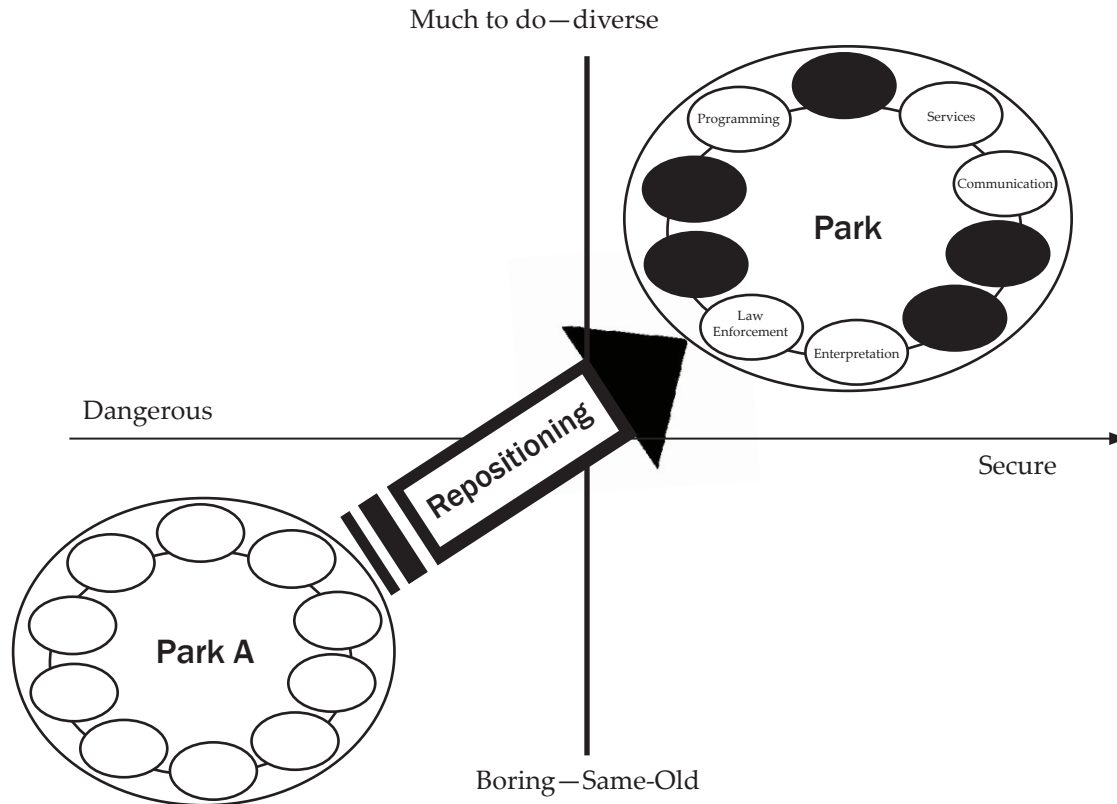 Much to do—diverse
Programming
Services
Communication
Park
Law
Enforcement
Enterpretation
Dangerous
Repositioning
Secure
Park A
Boring—Same-Old